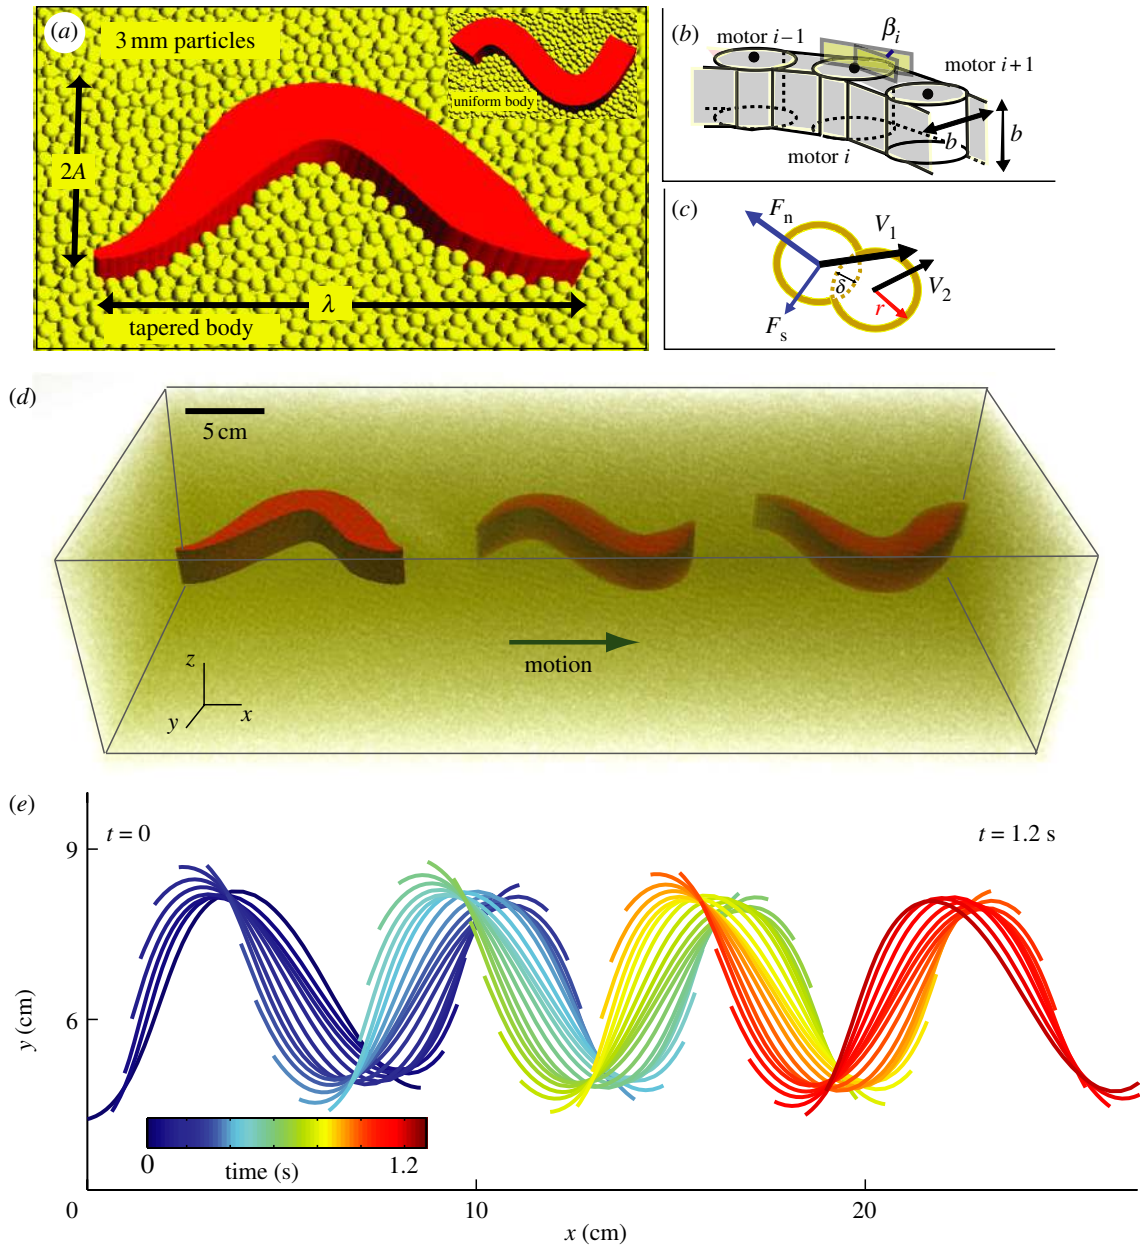 (a)
3 mm particles
uniform body
2A
λ
tapered body
(b)
motor i–1
β_i
motor i+1
b
b
motor i
(c)
F_n
V_1
δ
V_2
r
F_s
(d)
5 cm
motion
z
y
x
(e)
t = 0
t = 1.2 s
9
y (cm)
6
0
1.2
time (s)
0
10
20
x (cm)